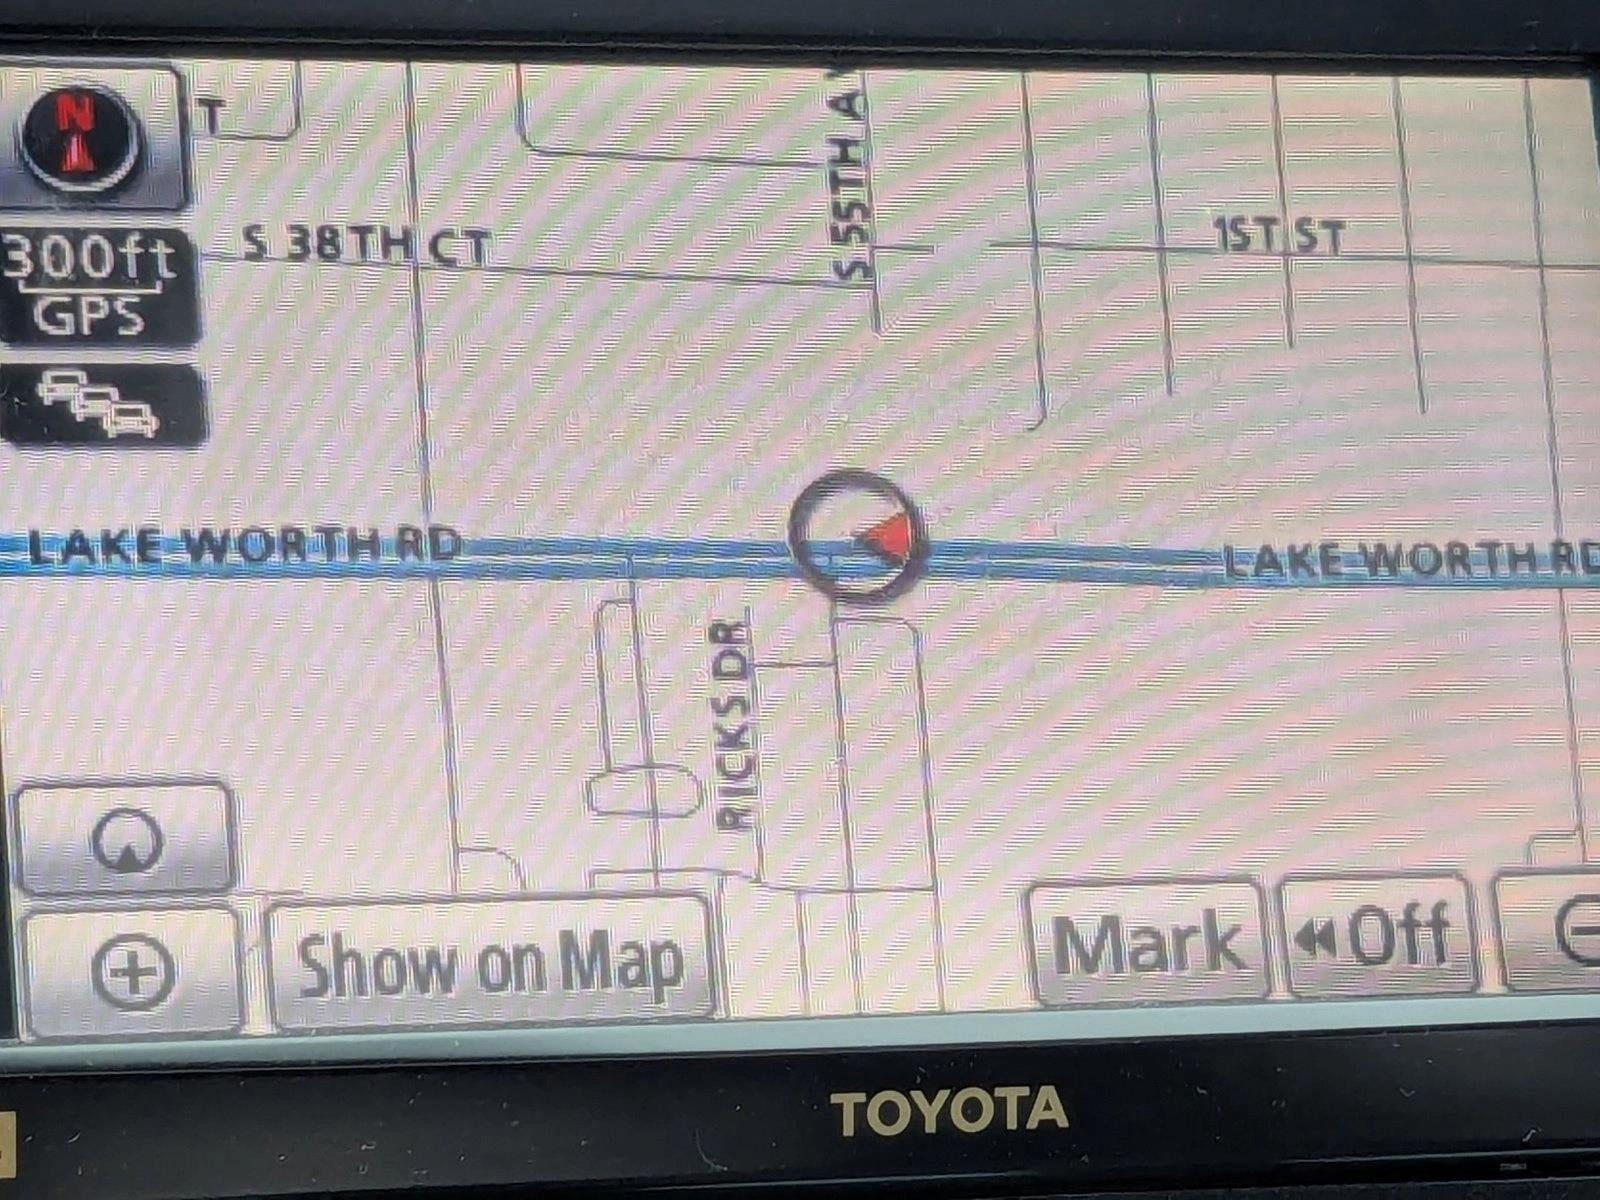 N
T
S 38TH CT
S 55TH A
1ST ST
300ft
GPS
LAKE WORTH RD
LAKE WORTH RD
RICKS DR
Show on Map
Mark
Off
TOYOTA